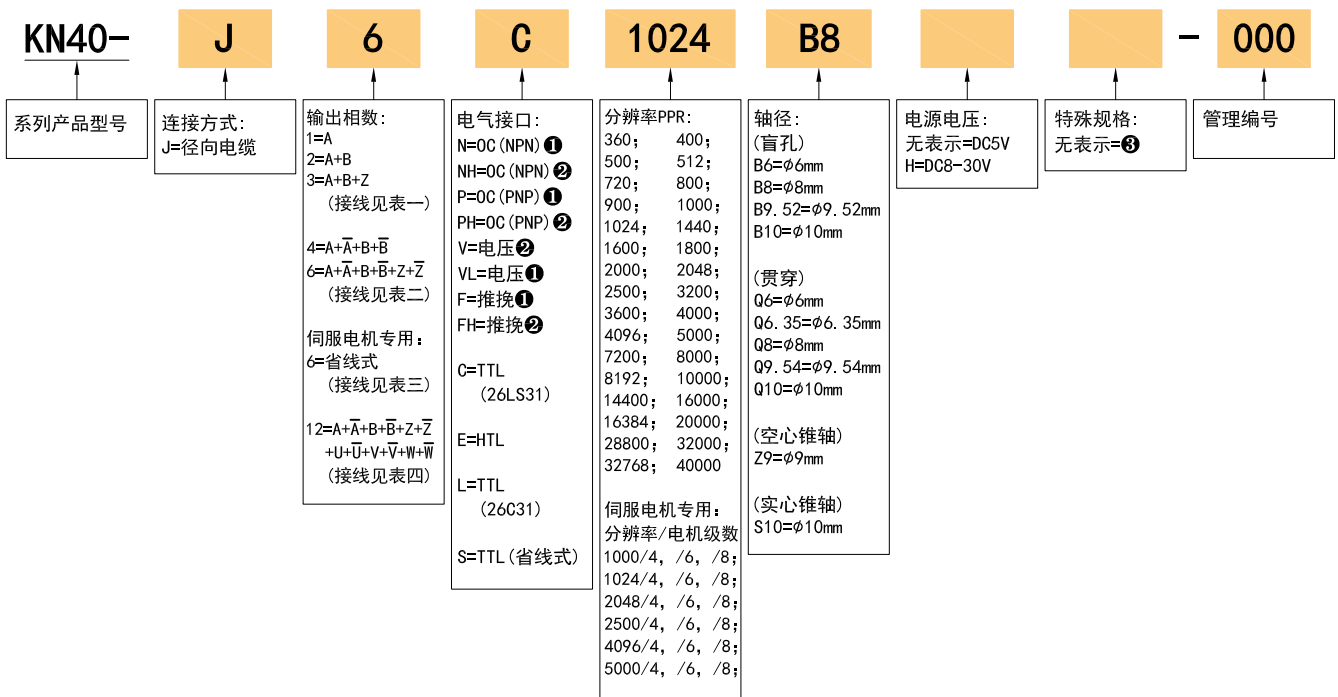 KN40- J 6 C 1024 B8 - 000
系列产品型号
连接方式:
J=径向电缆
输出相数:
1=A
2=A+B
3=A+B+Z
(接线见表一)
4=A+A̅+B+B̅
6=A+A̅+B+B̅+Z+Z̅
(接线见表二)
伺服电机专用:
6=省线式
(接线见表三)
12=A+A̅+B+B̅+Z+Z̅
+U+U̅+V+V̅+W+W̅
(接线见表四)
电气接口:
N=OC(NPN)❶
NH=OC(NPN)❷
P=OC(PNP)❶
PH=OC(PNP)❷
V=电压❷
VL=电压❶
F=推挽❶
FH=推挽❷
C=TTL
(26LS31)
E=HTL
L=TTL
(26C31)
S=TTL(省线式)
分辨率PPR:
360; 400;
500; 512;
720; 800;
900; 1000;
1024; 1440;
1600; 1800;
2000; 2048;
2500; 3200;
3600; 4000;
4096; 5000;
7200; 8000;
8192; 10000;
14400; 16000;
16384; 20000;
28800; 32000;
32768; 40000
伺服电机专用:
分辨率/电机级数
1000/4, /6, /8;
1024/4, /6, /8;
2048/4, /6, /8;
2500/4, /6, /8;
4096/4, /6, /8;
5000/4, /6, /8;
轴径:
(盲孔)
B6=φ6mm
B8=φ8mm
B9.52=φ9.52mm
B10=φ10mm
(贯穿)
Q6=φ6mm
Q6.35=φ6.35mm
Q8=φ8mm
Q9.54=φ9.54mm
Q10=φ10mm
(空心锥轴)
Z9=φ9mm
(实心锥轴)
S10=φ10mm
电源电压:
无表示=DC5V
H=DC8-30V
特殊规格:
无表示=❸
管理编号